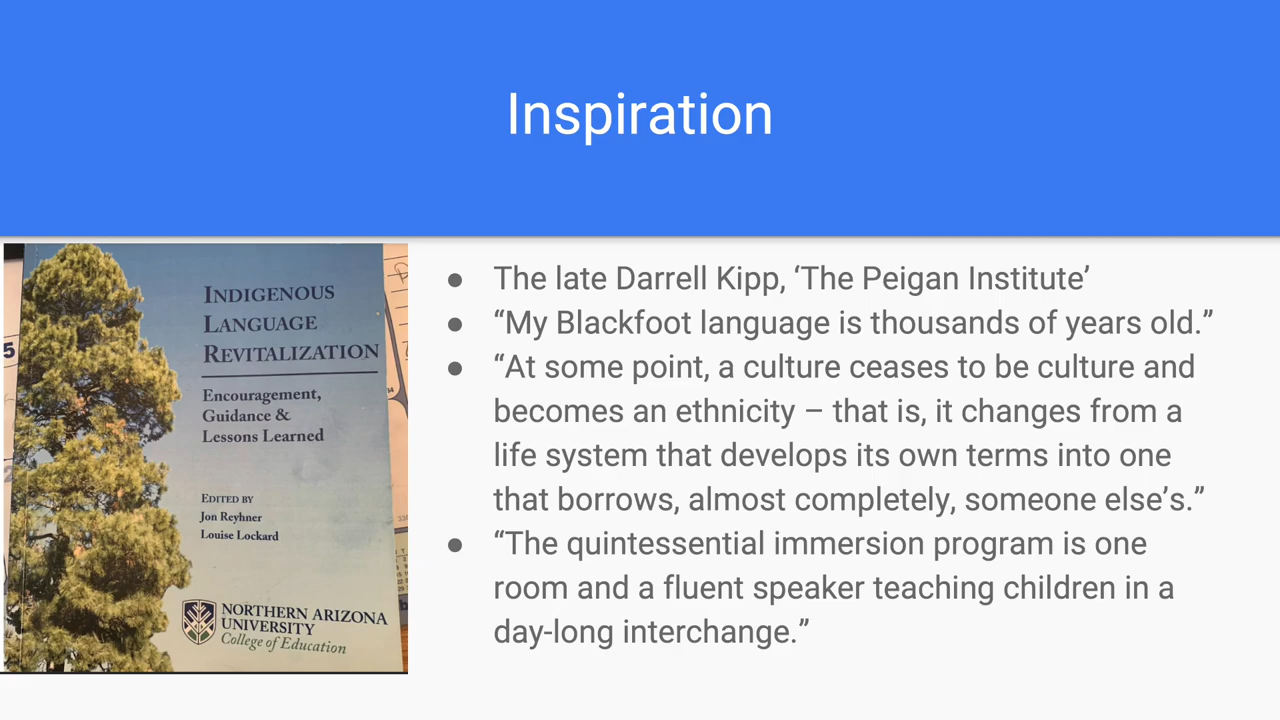 Inspiration
INDIGENOUS
LANGUAGE
REVITALIZATION
Encouragement,
Guidance &
Lessons Learned
EDITED BY
Jon Reyhner
Louise Lockard
NORTHERN ARIZONA
UNIVERSITY
College of Education
● The late Darrell Kipp, ‘The Peigan Institute’
● “My Blackfoot language is thousands of years old.”
● “At some point, a culture ceases to be culture and
becomes an ethnicity – that is, it changes from a
life system that develops its own terms into one
that borrows, almost completely, someone else’s.”
● “The quintessential immersion program is one
room and a fluent speaker teaching children in a
day-long interchange.”